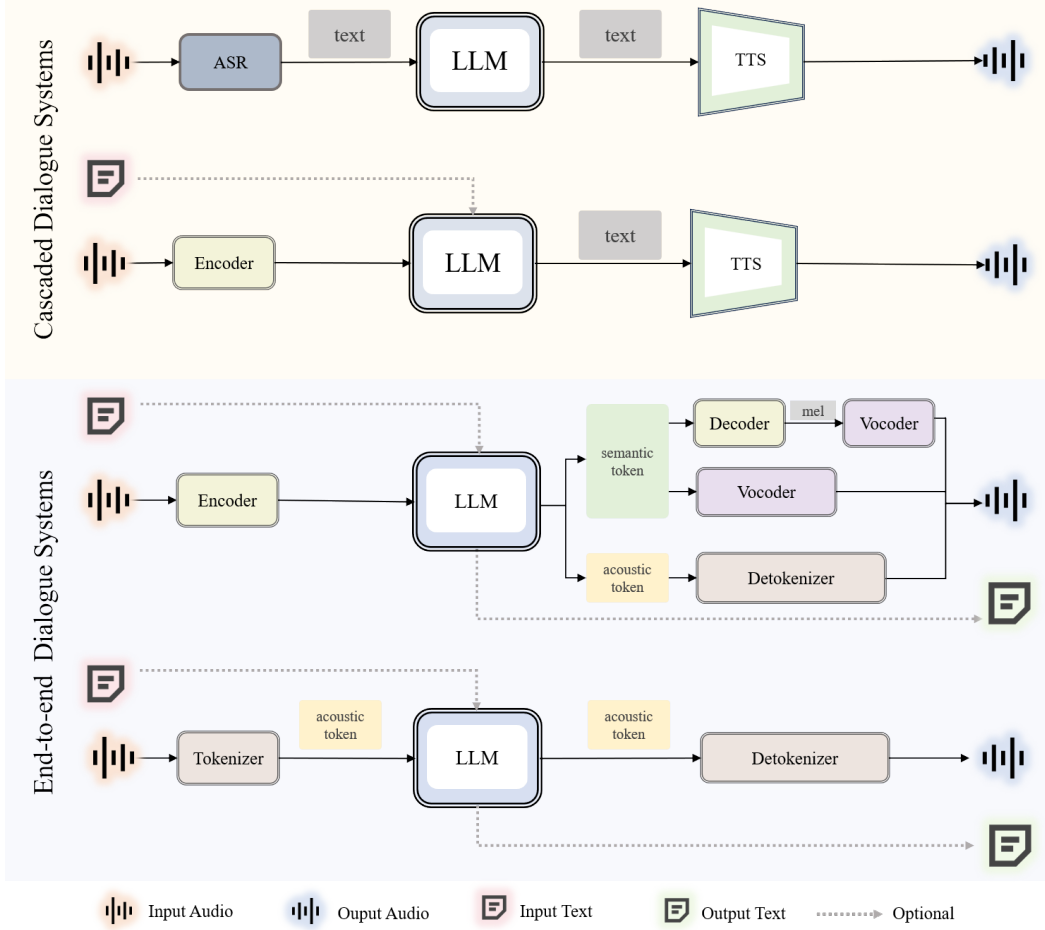 Cascaded Dialogue Systems
ASR
text
LLM
text
TTS
Encoder
LLM
text
TTS
End-to-end Dialogue Systems
Encoder
LLM
semantic
token
Decoder
mel
Vocoder
Vocoder
acoustic
token
Detokenizer
Tokenizer
acoustic
token
LLM
acoustic
token
Detokenizer
Input Audio
Ouput Audio
Input Text
Output Text
Optional